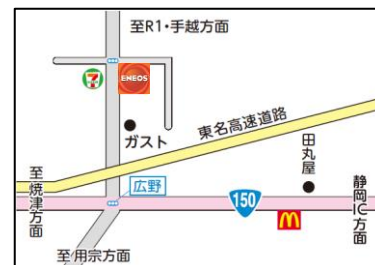 至R1・手越方面
7
ENEOS
ガスト
東名高速道路
田丸屋
至焼津方面
広野
150
静岡IC方面
M
至用宗方面